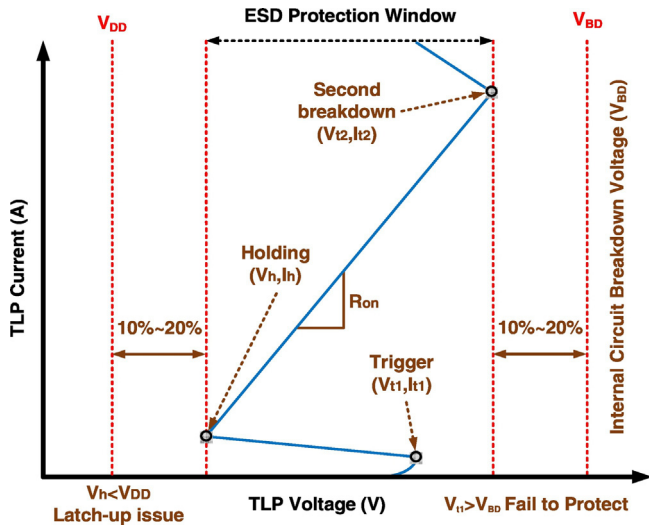 ESD Protection Window
V_DD
V_BD
Second
breakdown
(Vt2,It2)
Internal Circuit Breakdown Voltage (V_BD)
TLP Current (A)
Holding
(Vh,Ih)
Ron
10%~20%
10%~20%
Trigger
(Vt1,It1)
Vh<VDD
Latch-up issue
TLP Voltage (V)
Vt1>VBD Fail to Protect